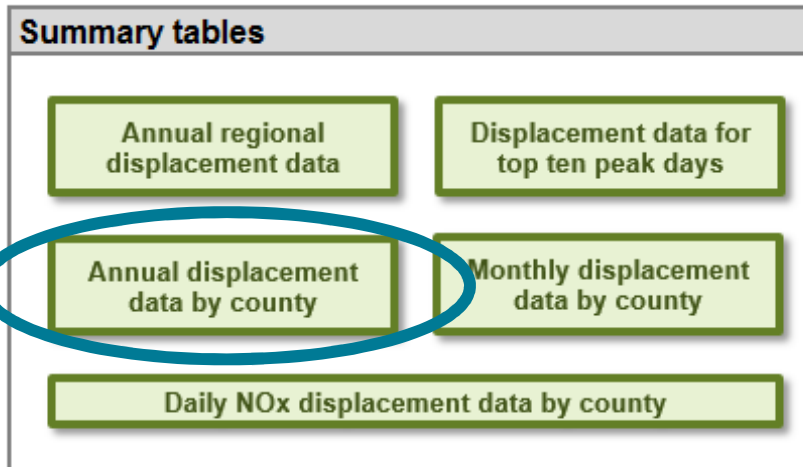 Summary tables
Annual regional
displacement data
Displacement data for
top ten peak days
Annual displacement
data by county
Monthly displacement
data by county
Daily NOx displacement data by county